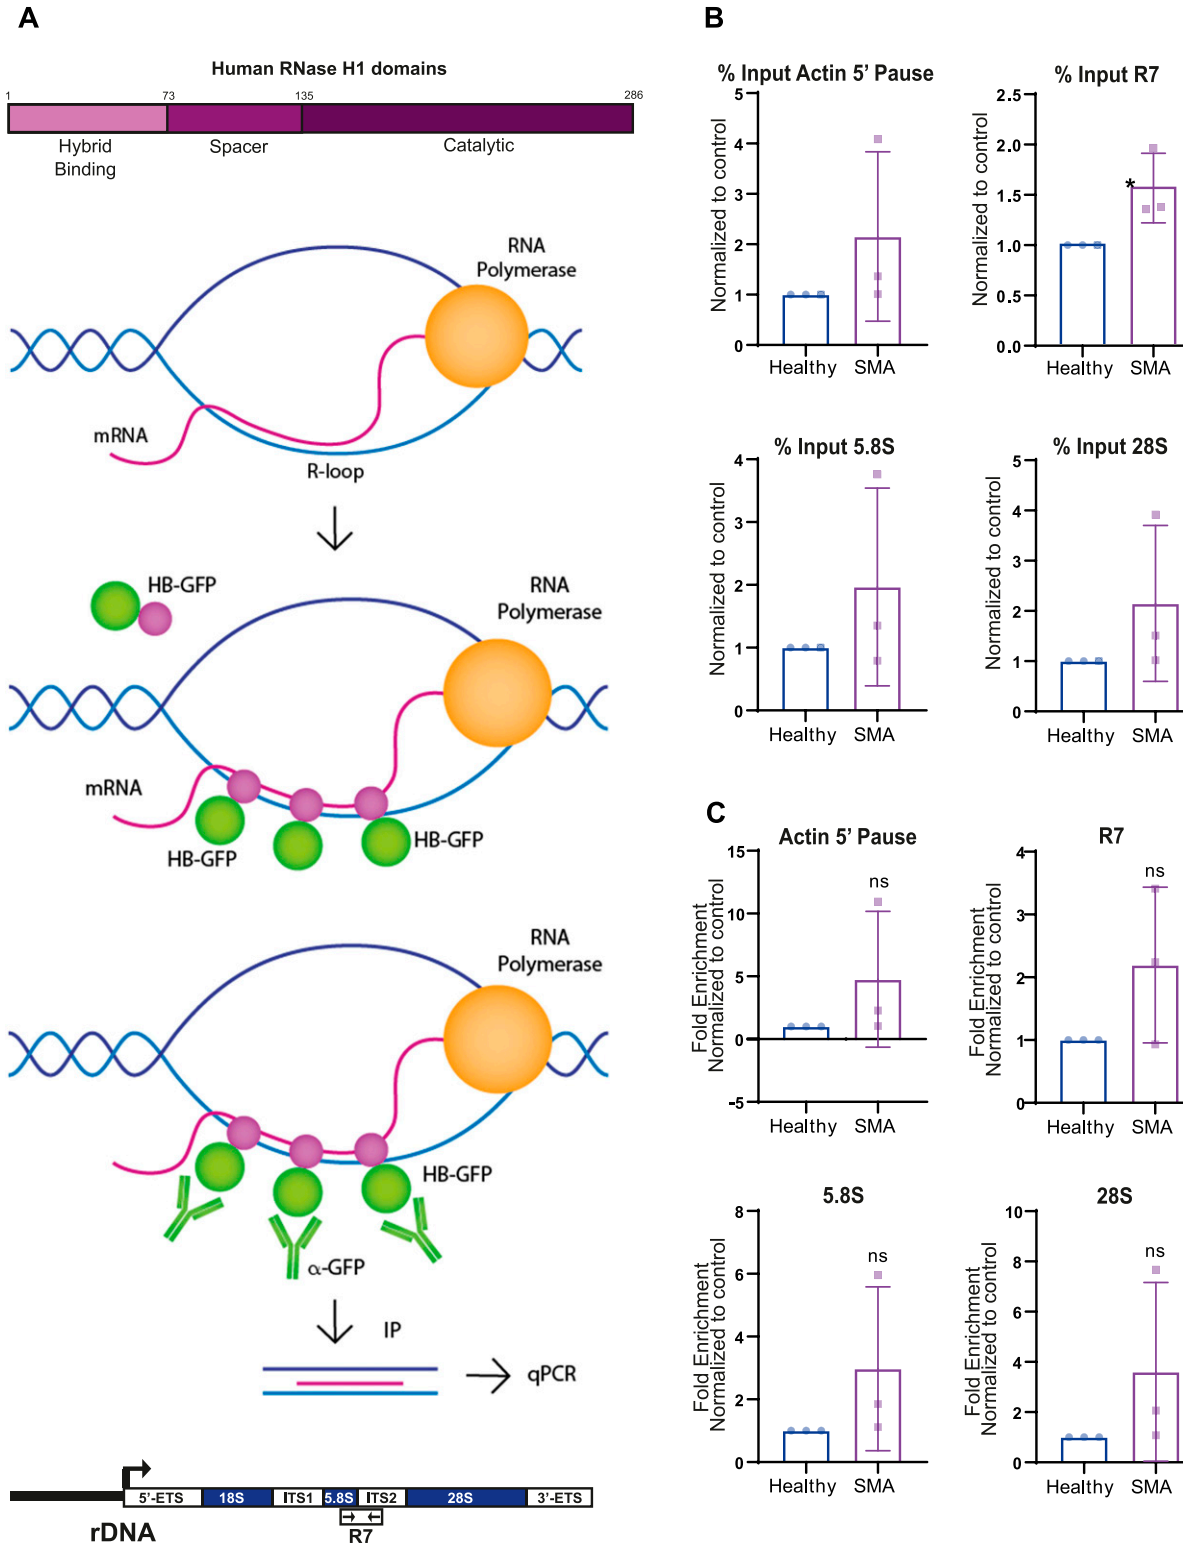 A
Human RNase H1 domains
1 73 135 286
Hybrid
Binding
Spacer
Catalytic
RNA
Polymerase
mRNA
R-loop
HB-GFP
RNA
Polymerase
mRNA
HB-GFP
HB-GFP
RNA
Polymerase
HB-GFP
α-GFP
IP
qPCR
5'-ETS 18S ITS1 5.8S ITS2 28S 3'-ETS
rDNA
R7
B
% Input Actin 5' Pause
Normalized to control
5
4
3
2
1
0
Healthy SMA
% Input R7
Normalized to control
2.5
2.0
1.5
1.0
0.5
0.0
*
Healthy SMA
% Input 5.8S
Normalized to control
4
3
2
1
0
Healthy SMA
% Input 28S
Normalized to control
5
4
3
2
1
0
Healthy SMA
C
Actin 5' Pause
Fold Enrichment
Normalized to control
15
10
5
0
-5
ns
Healthy SMA
R7
Fold Enrichment
Normalized to control
4
3
2
1
0
ns
Healthy SMA
5.8S
Fold Enrichment
Normalized to control
8
6
4
2
0
ns
Healthy SMA
28S
Fold Enrichment
Normalized to control
10
8
6
4
2
0
ns
Healthy SMA